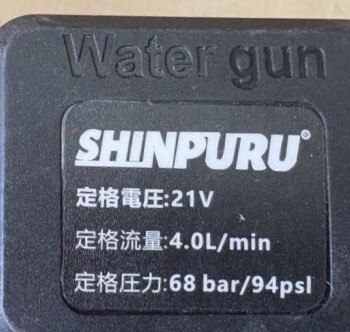 Water gun
SHINPURU®
定格電圧:21V
定格流量:4.0L/min
定格圧力:68 bar/94psl